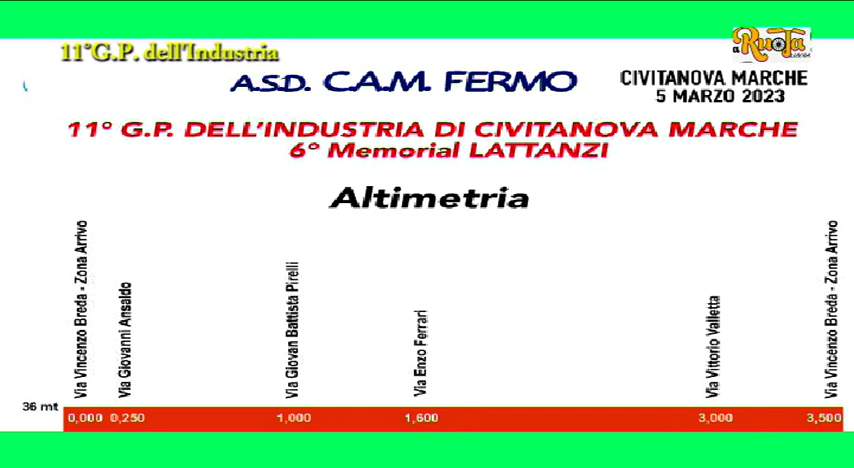 11°G.P. dell'Industria
a RuoTa
LIBERA
A.S.D. C.A.M. FERMO
CIVITANOVA MARCHE
5 MARZO 2023
11° G.P. DELL'INDUSTRIA DI CIVITANOVA MARCHE
6° Memorial LATTANZI
Altimetria
Via Vincenzo Breda - Zona Arrivo
Via Giovanni Ansaldo
Via Giovan Battista Pirelli
Via Enzo Ferrari
Via Vittorio Valletta
Via Vincenzo Breda - Zona Arrivo
36 mt
0,000 0,250 1,000 1,600 3,000 3,500